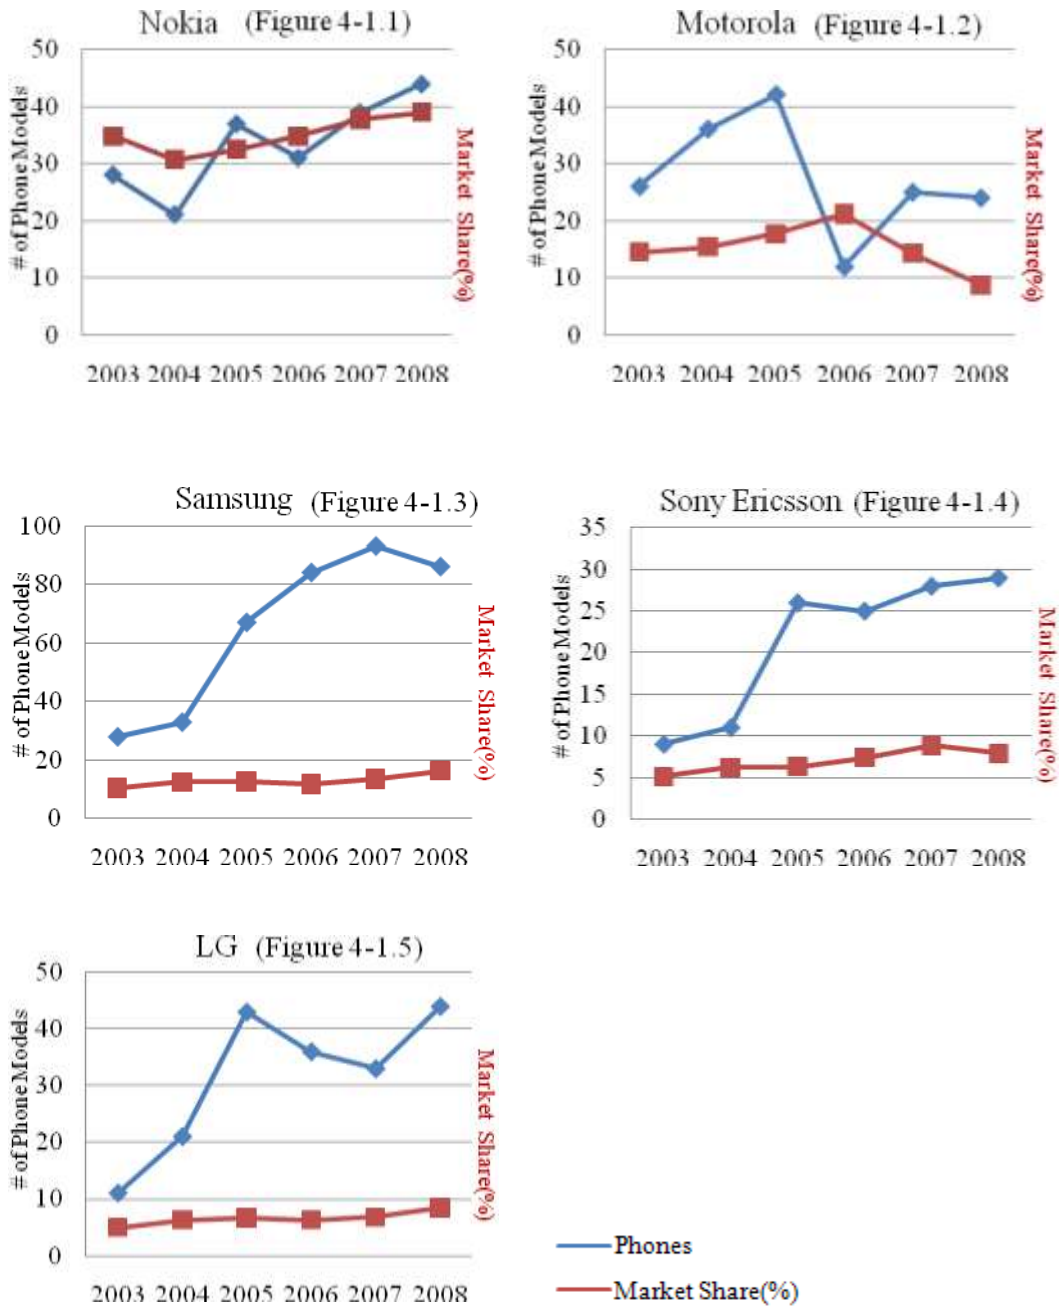 Nokia (Figure 4-1.1)
50
40
30
20
10
0
# of Phone Models
Market Share(%)
2003 2004 2005 2006 2007 2008
Motorola (Figure 4-1.2)
50
40
30
20
10
0
# of Phone Models
Market Share(%)
2003 2004 2005 2006 2007 2008
Samsung (Figure 4-1.3)
100
80
60
40
20
0
# of Phone Models
Market Share(%)
2003 2004 2005 2006 2007 2008
Sony Ericsson (Figure 4-1.4)
35
30
25
20
15
10
5
0
# of Phone Models
Market Share(%)
2003 2004 2005 2006 2007 2008
LG (Figure 4-1.5)
50
40
30
20
10
0
# of Phone Models
Market Share(%)
2003 2004 2005 2006 2007 2008
Phones
Market Share(%)